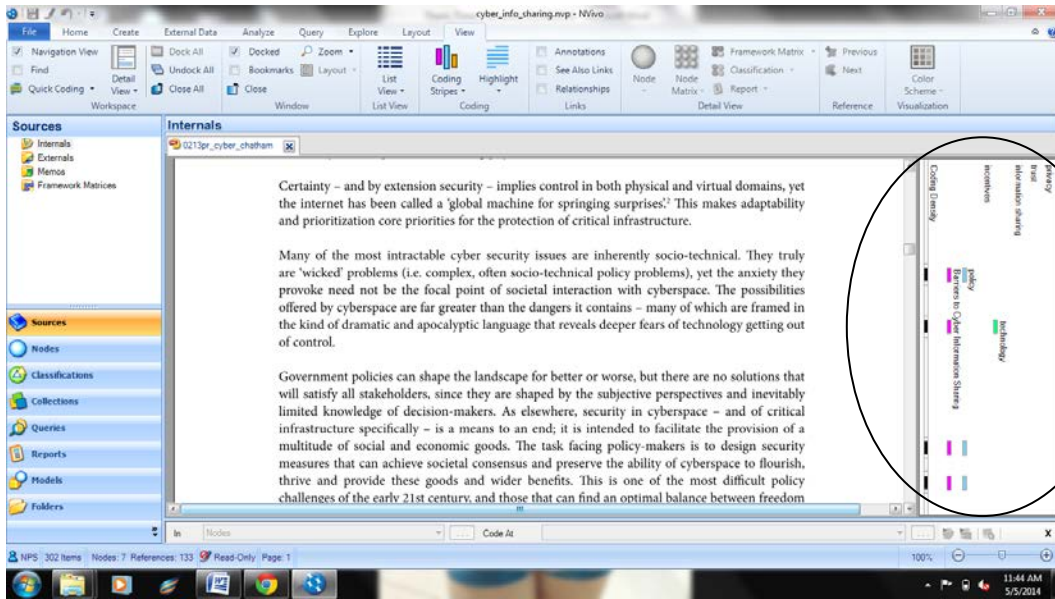 cyber_info_sharing.nvp - NVivo
File Home Create External Data Analyze Query Explore Layout View
Navigation View
Find
Quick Coding
Detail View
Workspace
Dock All
Undock All
Close All
Docked
Bookmarks
Close
Zoom
Layout
Window
List View
List View
Coding Stripes
Highlight
Coding
Annotations
See Also Links
Relationships
Links
Node
Node Matrix
Framework Matrix
Classification
Report
Detail View
Previous
Next
Reference
Color Scheme
Visualization
Sources
Internals
Externals
Memos
Framework Matrices
Sources
Nodes
Classifications
Collections
Queries
Reports
Models
Folders
Internals
0213pr_cyber_chatham
Certainty – and by extension security – implies control in both physical and virtual domains, yet
the internet has been called a ‘global machine for springing surprises’.² This makes adaptability
and prioritization core priorities for the protection of critical infrastructure.
Many of the most intractable cyber security issues are inherently socio-technical. They truly
are ‘wicked’ problems (i.e. complex, often socio-technical policy problems), yet the anxiety they
provoke need not be the focal point of societal interaction with cyberspace. The possibilities
offered by cyberspace are far greater than the dangers it contains – many of which are framed in
the kind of dramatic and apocalyptic language that reveals deeper fears of technology getting out
of control.
Government policies can shape the landscape for better or worse, but there are no solutions that
will satisfy all stakeholders, since they are shaped by the subjective perspectives and inevitably
limited knowledge of decision-makers. As elsewhere, security in cyberspace – and of critical
infrastructure specifically – is a means to an end; it is intended to facilitate the provision of a
multitude of social and economic goods. The task facing policy-makers is to design security
measures that can achieve societal consensus and preserve the ability of cyberspace to flourish,
thrive and provide these goods and wider benefits. This is one of the most difficult policy
challenges of the early 21st century, and those that can find an optimal balance between freedom
privacy
trust
information sharing
incentives
Coding Density
policy
Barriers to Cyber Information Sharing
technology
In Nodes Code At
NPS 302 Items Nodes: 7 References: 133 Read-Only Page: 1
100%
11:44 AM
5/5/2014